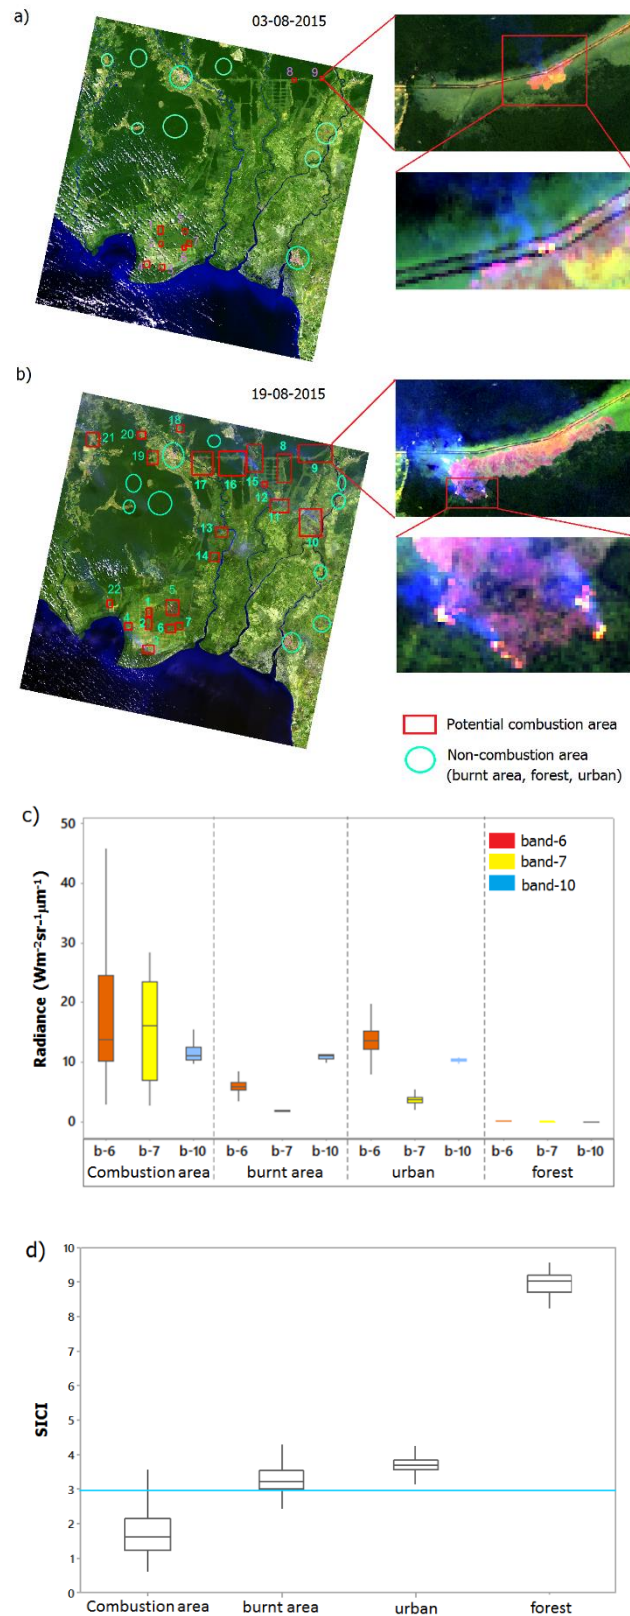 a)
03-08-2015
8 9
b)
19-08-2015
18
20
21
19
8
9
17 16 15
12
11
10
13
14
22
1
5
4
2
6 7
Potential combustion area
Non-combustion area
(burnt area, forest, urban)
c)
50
40
30
20
10
0
Radiance (Wm⁻²sr⁻¹µm⁻¹)
band-6
band-7
band-10
b-6 b-7 b-10 b-6 b-7 b-10 b-6 b-7 b-10 b-6 b-7 b-10
Combustion area burnt area urban forest
d)
10
9
8
7
6
5
4
3
2
1
0
SICI
Combustion area burnt area urban forest